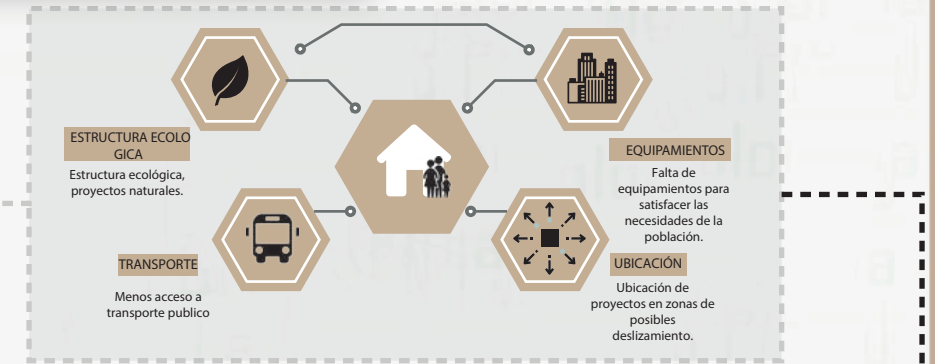 ESTRUCTURA ECOLO
GICA
Estructura ecológica,
proyectos naturales.
EQUIPAMIENTOS
Falta de
equipamientos para
satisfacer las
necesidades de la
población.
TRANSPORTE
Menos acceso a
transporte publico
UBICACIÓN
Ubicación de
proyectos en zonas de
posibles
deslizamiento.